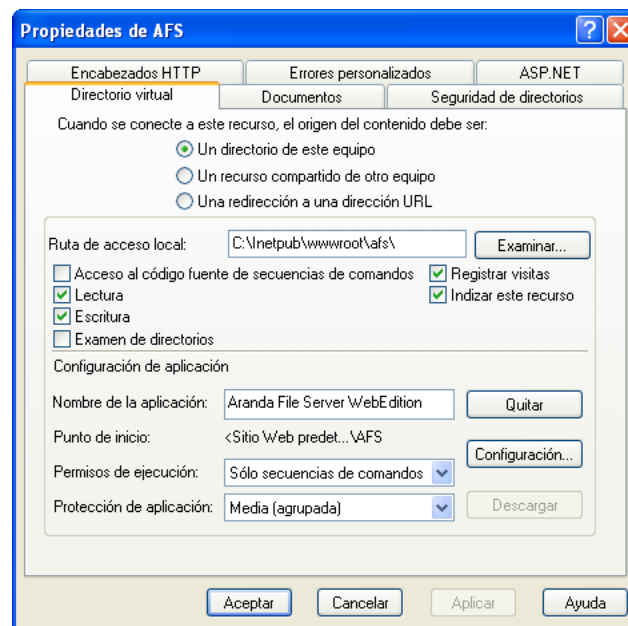 Propiedades de AFS
Encabezados HTTP Errores personalizados ASP.NET
Directorio virtual Documentos Seguridad de directorios
Cuando se conecte a este recurso, el origen del contenido debe ser:
Un directorio de este equipo
Un recurso compartido de otro equipo
Una redirección a una dirección URL
Ruta de acceso local: C:\Inetpub\wwwroot\afs\ Examinar...
Acceso al código fuente de secuencias de comandos Registrar visitas
Lectura Indizar este recurso
Escritura
Examen de directorios
Configuración de aplicación
Nombre de la aplicación: Aranda File Server WebEdition Quitar
Punto de inicio: <Sitio Web predet...\AFS
Configuración...
Permisos de ejecución: Sólo secuencias de comandos
Protección de aplicación: Media (agrupada) Descargar
Aceptar Cancelar Aplicar Ayuda